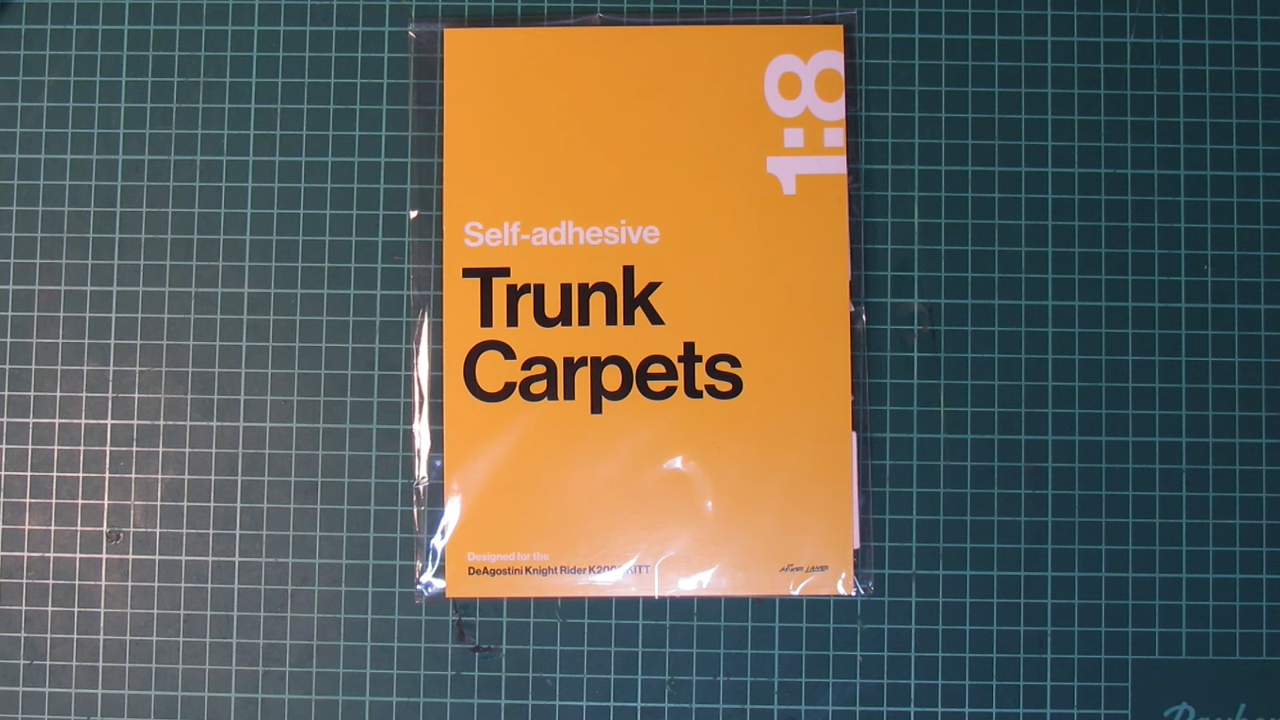 1:8
Self-adhesive
Trunk
Carpets
Designed for the
DeAgostini Knight Rider KITT